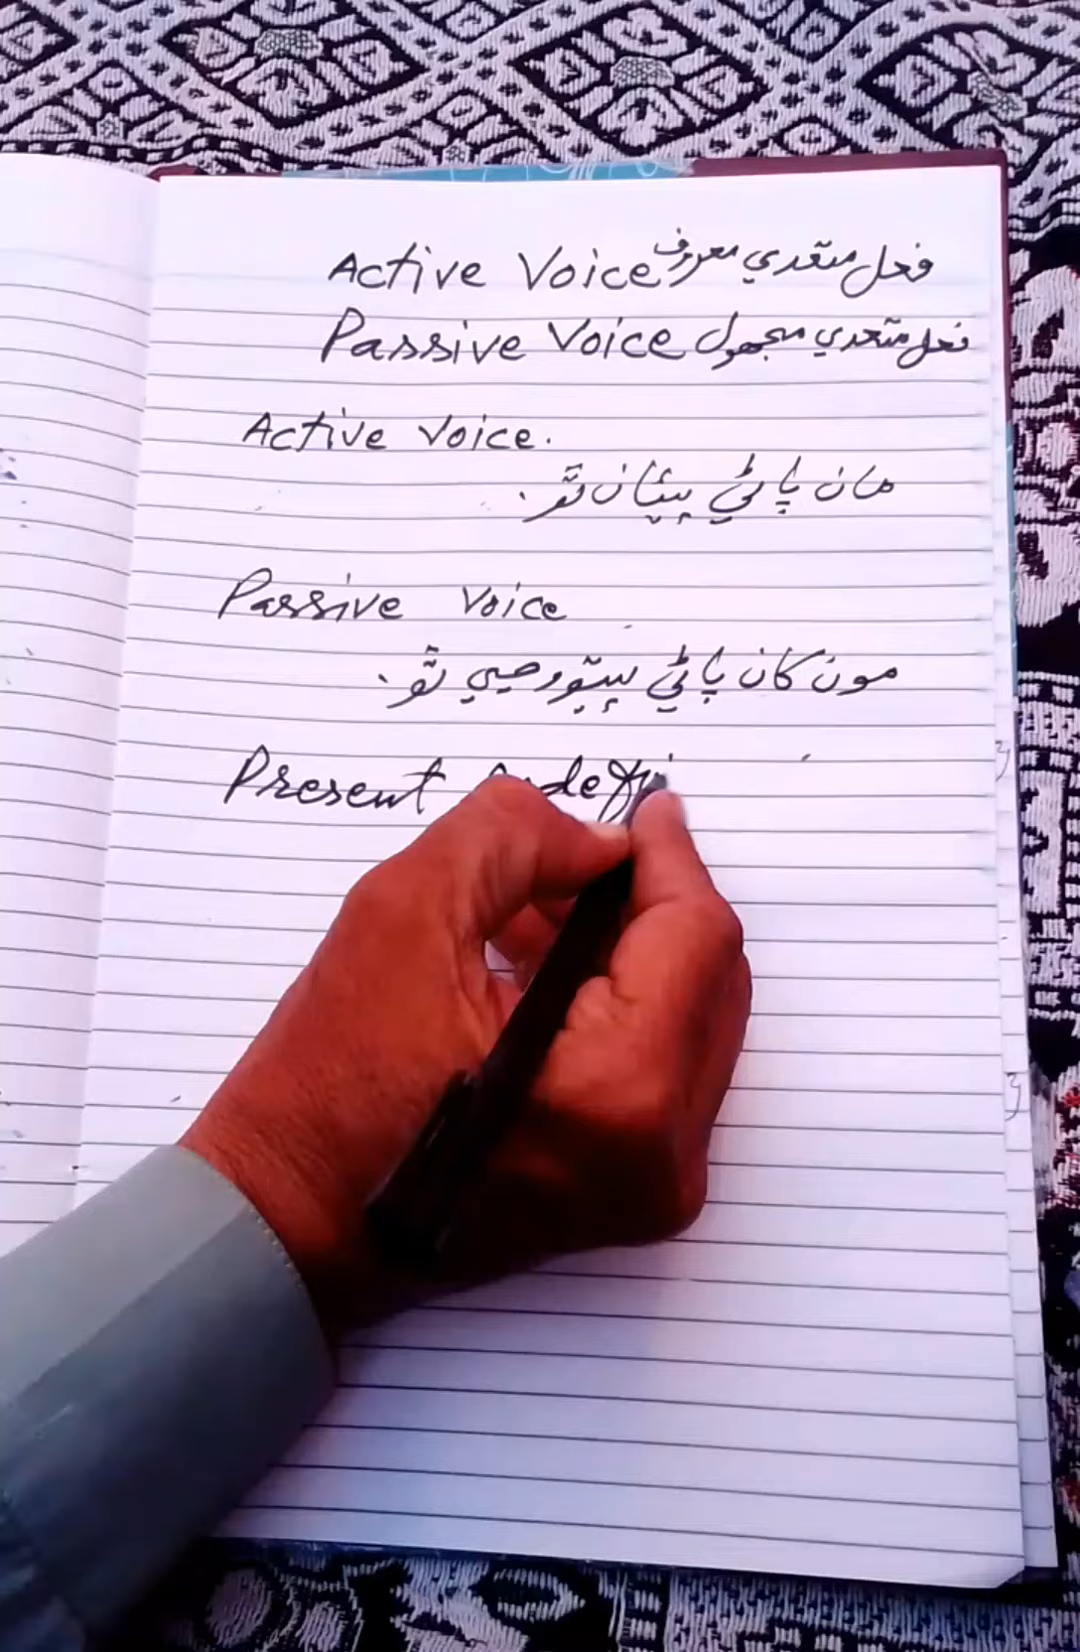 Active Voice فعل متعدي معروف
Passive Voice فعل متعدي مجهول
Active Voice.
مان پاڻي پيئان ٿو.
Passive Voice
مون کان پاڻي پيتو وڃي ٿو.
Present